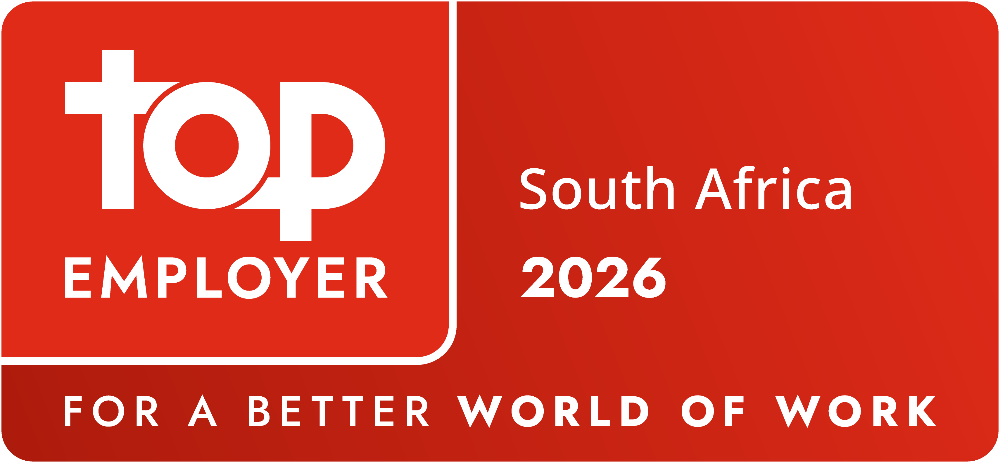 top
EMPLOYER
South Africa
2026
FOR A BETTER WORLD OF WORK